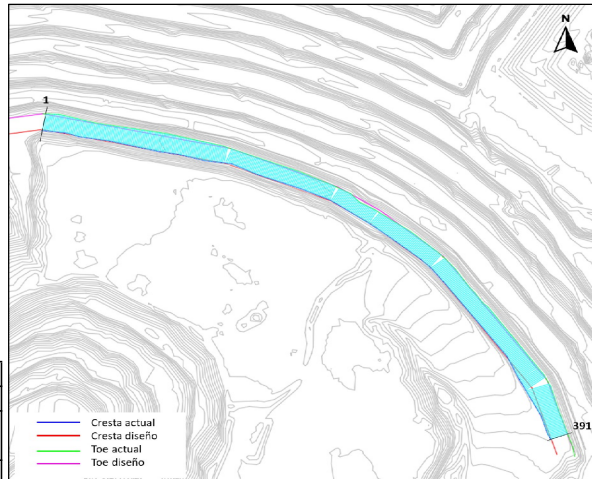 N
1
391
Cresta actual
Cresta diseño
Toe actual
Toe diseño